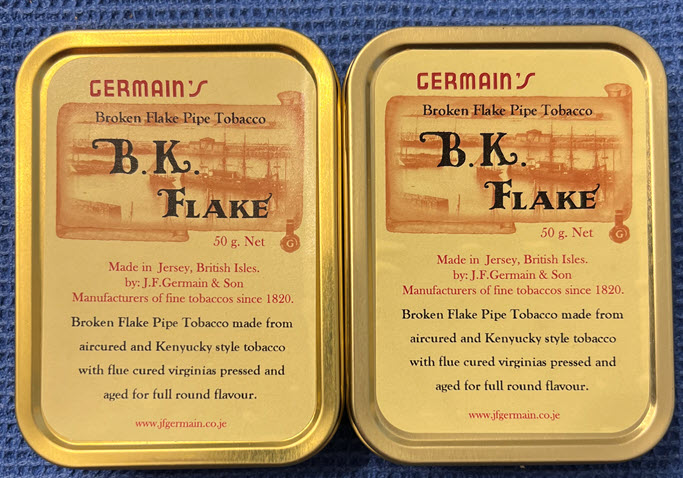 GERMAIN'S
Broken Flake Pipe Tobacco
B.K.
FLAKE
50 g. Net
G
Made in Jersey, British Isles.
by: J.F.Germain & Son
Manufacturers of fine tobaccos since 1820.
Broken Flake Pipe Tobacco made from
aircured and Kenyucky style tobacco
with flue cured virginias pressed and
aged for full round flavour.
www.jfgermain.co.je
GERMAIN'S
Broken Flake Pipe Tobacco
B.K.
FLAKE
50 g. Net
G
Made in Jersey, British Isles.
by: J.F.Germain & Son
Manufacturers of fine tobaccos since 1820.
Broken Flake Pipe Tobacco made from
aircured and Kenyucky style tobacco
with flue cured virginias pressed and
aged for full round flavour.
www.jfgermain.co.je